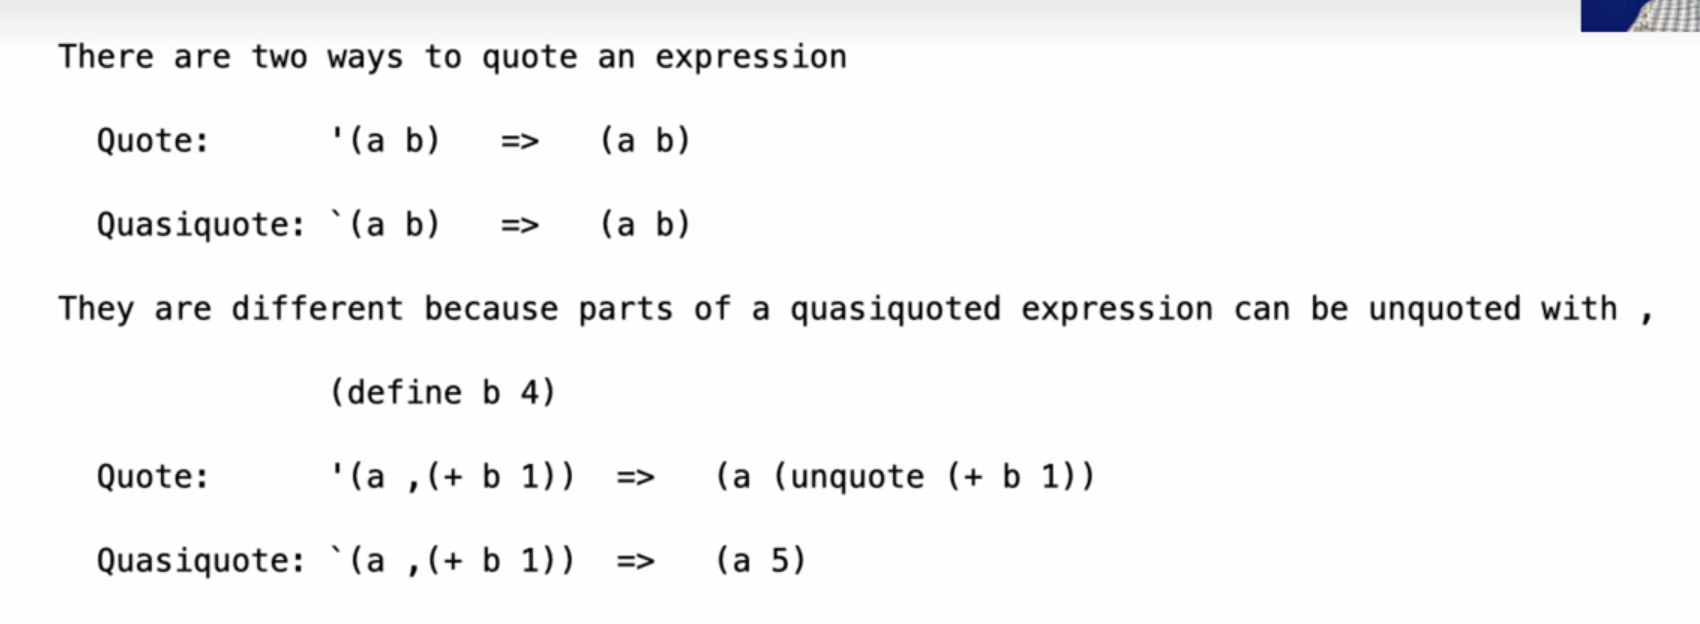 There are two ways to quote an expression
Quote: '(a b) => (a b)
Quasiquote: `(a b) => (a b)
They are different because parts of a quasiquoted expression can be unquoted with ,
(define b 4)
Quote: '(a ,(+ b 1)) => (a (unquote (+ b 1))
Quasiquote: `(a ,(+ b 1)) => (a 5)